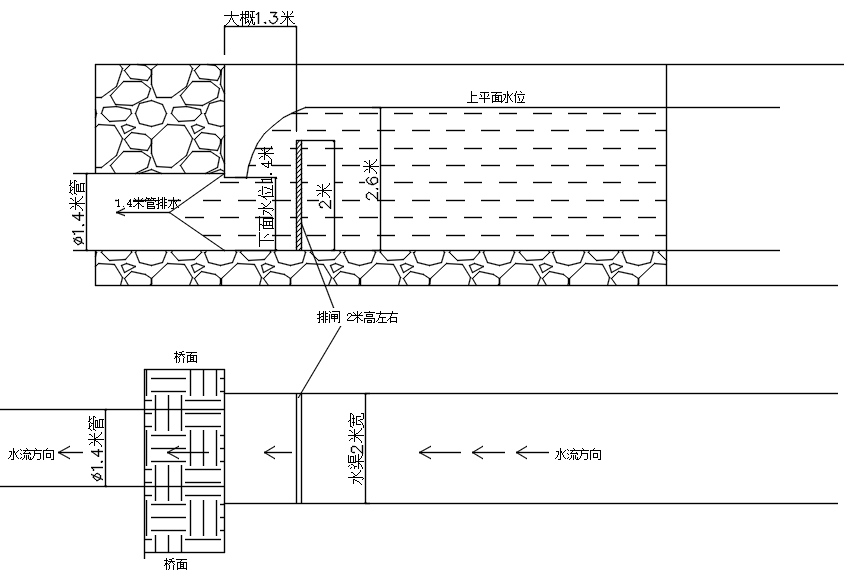 大概1.3米
上平面水位
ø1.4米管
1.4米管排水
下面水位1.4米
2米
2.6米
排闸 2米高左右
桥面
水流方向
ø1.4米管
水渠2米宽
水流方向
桥面